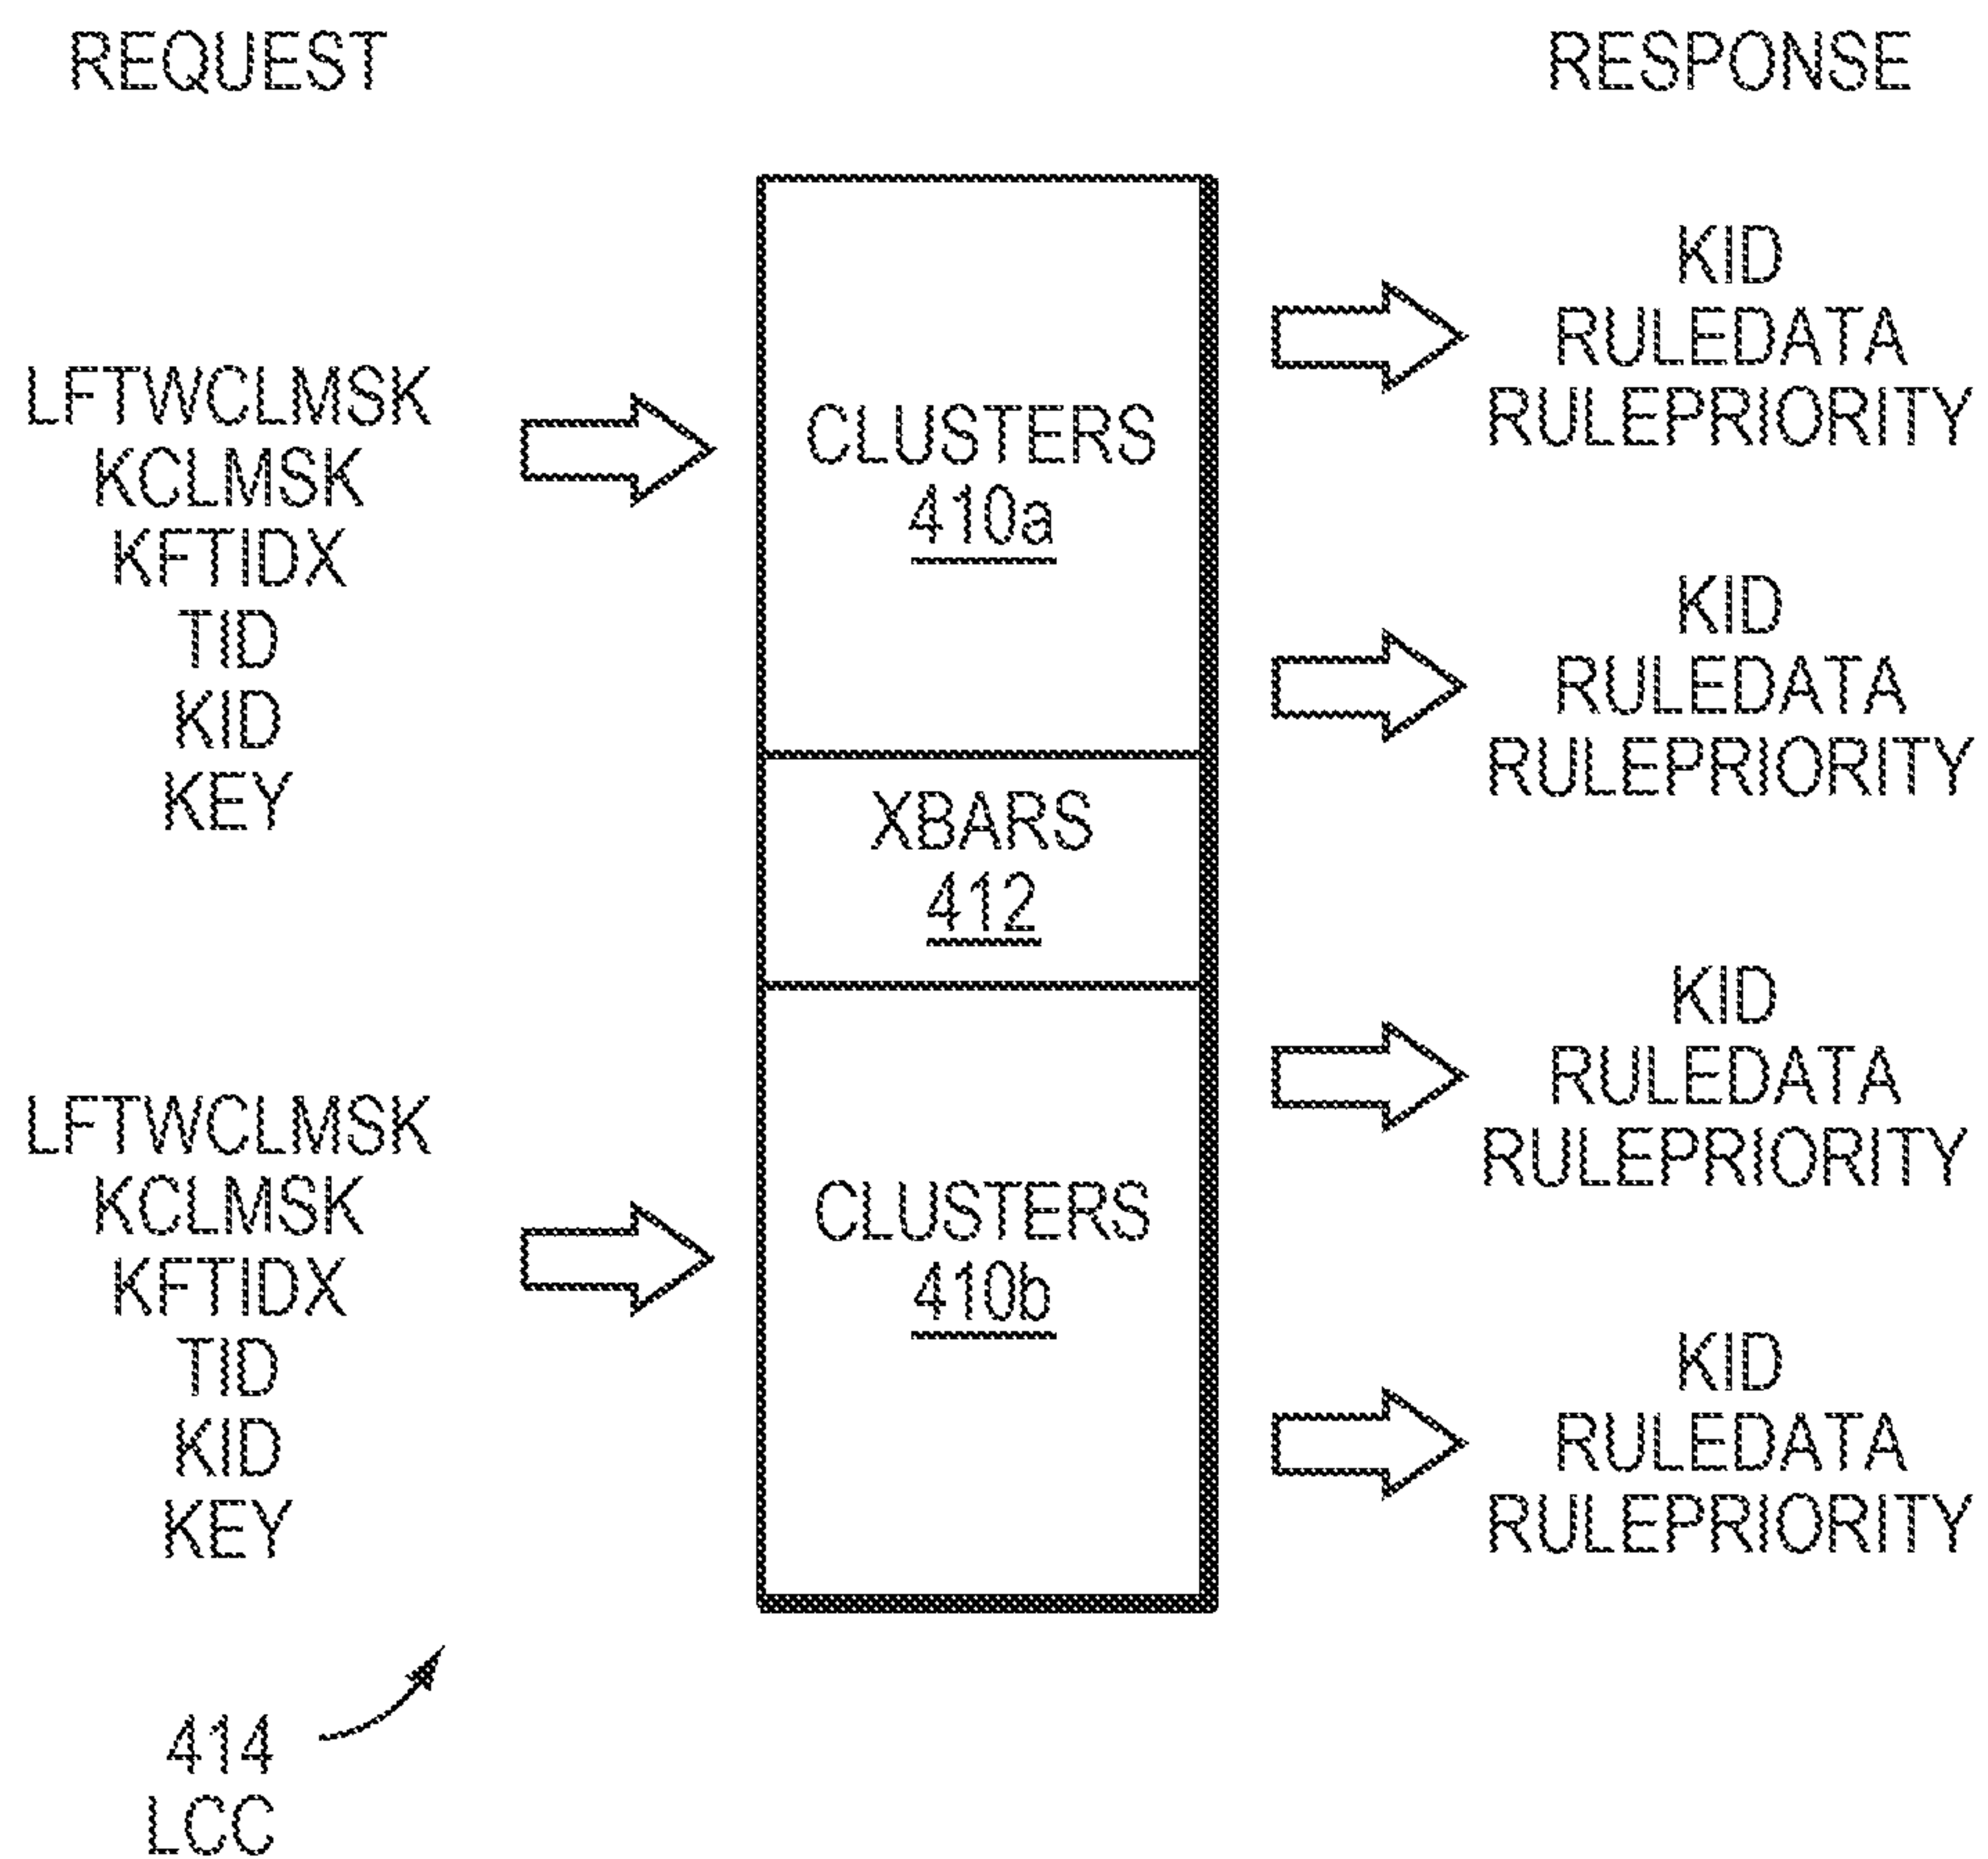 REQUEST
RESPONSE
LFTWCLMSK
KCLMSK
KFTIDX
TID
KID
KEY
LFTWCLMSK
KCLMSK
KFTIDX
TID
KID
KEY
414
LCC
CLUSTERS
410a
XBARS
412
CLUSTERS
410b
KID
RULEDATA
RULEPRIORITY
KID
RULEDATA
RULEPRIORITY
KID
RULEDATA
RULEPRIORITY
KID
RULEDATA
RULEPRIORITY